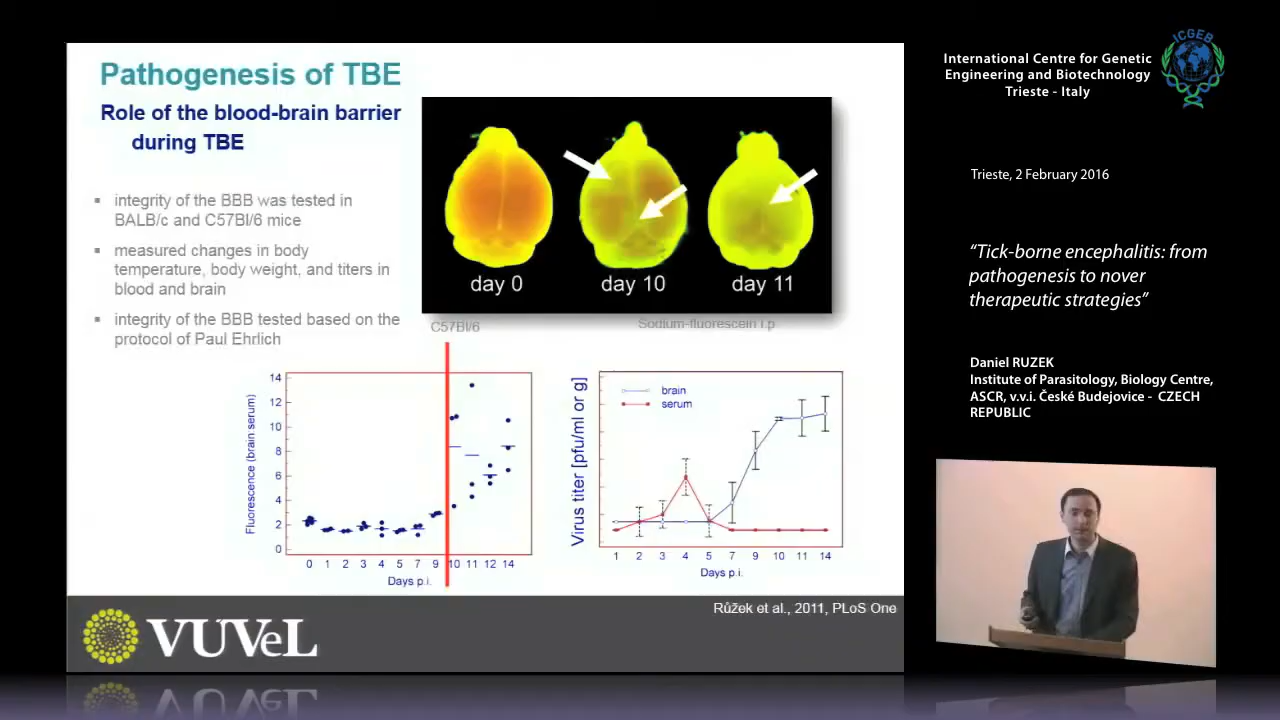 Pathogenesis of TBE
Role of the blood-brain barrier
during TBE
▪ integrity of the BBB was tested in
BALB/c and C57Bl/6 mice
▪ measured changes in body
temperature, body weight, and titers in
blood and brain
▪ integrity of the BBB tested based on the
protocol of Paul Ehrlich
day 0 day 10 day 11
C57Bl/6
Sodium-fluorescein i.p
Fluorescence (brain serum)
14
12
10
8
6
4
2
0
0 1 2 3 4 5 7 9 10 11 12 14
Days p.i.
Virus titer [pfu/ml or g]
brain
serum
1 2 3 4 5 7 9 10 11 14
Days p.i.
Růžek et al., 2011, PLoS One
VUVeL
ICGEB
International Centre for Genetic
Engineering and Biotechnology
Trieste - Italy
Trieste, 2 February 2016
“Tick-borne encephalitis: from
pathogenesis to nover
therapeutic strategies”
Daniel RUZEK
Institute of Parasitology, Biology Centre,
ASCR, v.v.i. České Budejovice - CZECH
REPUBLIC